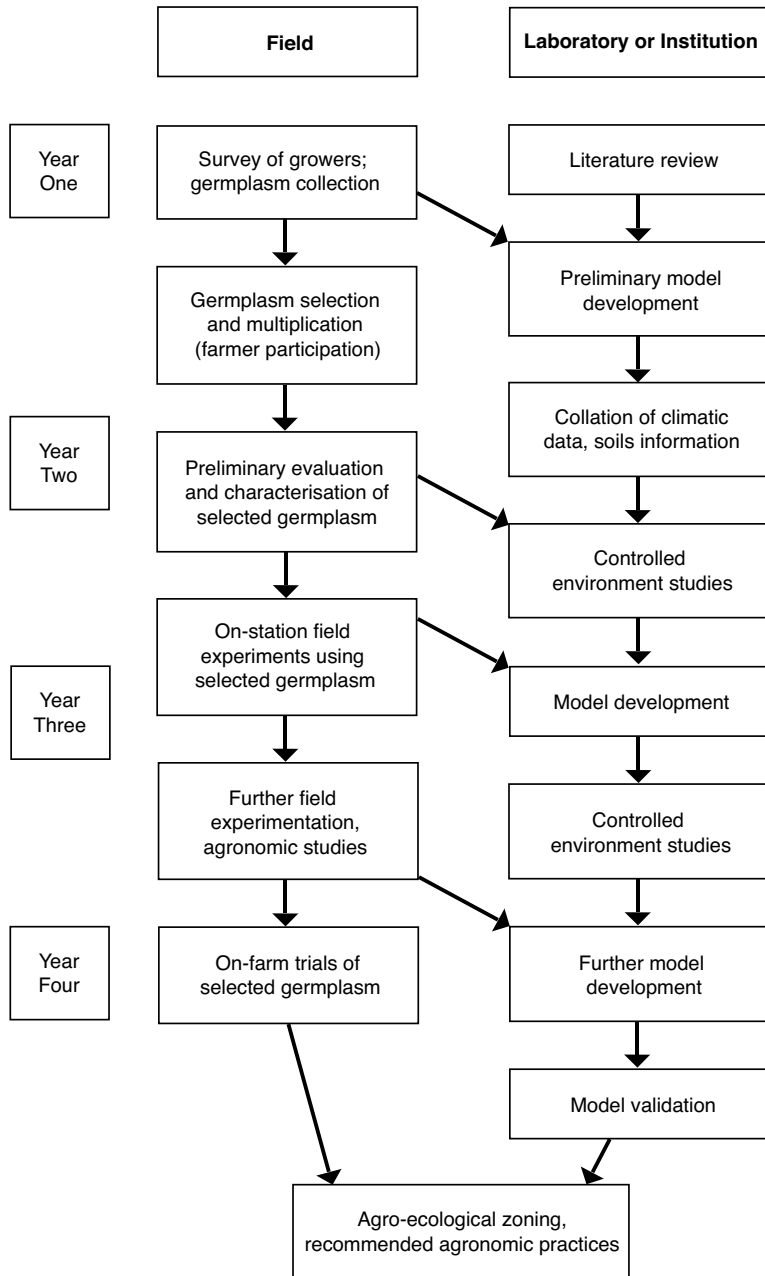 Field
Laboratory or Institution
Year
One
Survey of growers;
germplasm collection
Literature review
Preliminary model
development
Germplasm selection
and multiplication
(farmer participation)
Collation of climatic
data, soils information
Year
Two
Preliminary evaluation
and characterisation of
selected germplasm
Controlled
environment studies
On-station field
experiments using
selected germplasm
Year
Three
Model development
Further field
experimentation,
agronomic studies
Controlled
environment studies
Year
Four
On-farm trials of
selected germplasm
Further model
development
Model validation
Agro-ecological zoning,
recommended agronomic practices